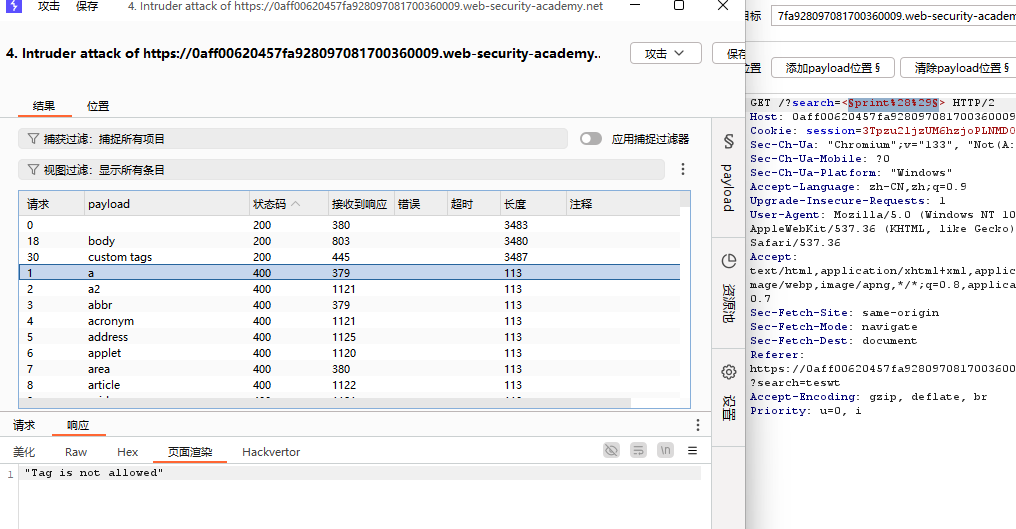 攻击 保存 4. Intruder attack of https://0aff00620457fa928097081700360009.web-security-academy.net
4. Intruder attack of https://0aff00620457fa928097081700360009.web-security-academy..
攻击
保存
结果 位置
捕获过滤: 捕捉所有项目
应用捕捉过滤器
视图过滤: 显示所有条目
请求 payload 状态码 接收到响应 错误 超时 长度 注释
0 200 380 3483
18 body 200 803 3480
30 custom tags 200 445 3487
1 a 400 379 113
2 a2 400 1121 113
3 abbr 400 379 113
4 acronym 400 1121 113
5 address 400 1125 113
6 applet 400 1120 113
7 area 400 380 113
8 article 400 1122 113
§ payload
资源池
设置
请求 响应
美化 Raw Hex 页面渲染 Hackvertor
\n
1 "Tag is not allowed"
目标 7fa928097081700360009.web-security-academ
位置 添加payload位置 § 清除payload位置 §
GET /?search=<§print%28%29§> HTTP/2
Host: 0aff00620457fa928097081700360009
Cookie: session=3Tpzu2ljzUM6hzjoPLNMDO
Sec-Ch-Ua: "Chromium";v="133", "Not(A:
Sec-Ch-Ua-Mobile: ?0
Sec-Ch-Ua-Platform: "Windows"
Accept-Language: zh-CN,zh;q=0.9
Upgrade-Insecure-Requests: 1
User-Agent: Mozilla/5.0 (Windows NT 10
AppleWebKit/537.36 (KHTML, like Gecko)
Safari/537.36
Accept:
text/html,application/xhtml+xml,applic
mage/webp,image/apng,*/*;q=0.8,applica
0.7
Sec-Fetch-Site: same-origin
Sec-Fetch-Mode: navigate
Sec-Fetch-Dest: document
Referer:
https://0aff00620457fa9280970817003600
?search=teswt
Accept-Encoding: gzip, deflate, br
Priority: u=0, i